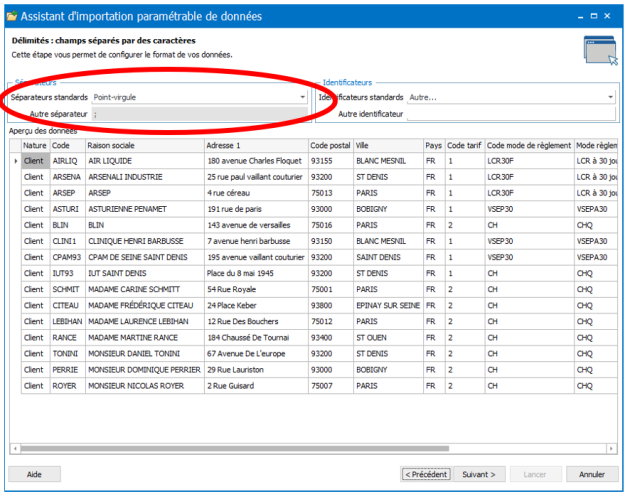 Assistant d'importation paramétrable de données
Délimités : champs séparés par des caractères
Cette étape vous permet de configurer le format de vos données.
Séparateurs Identificateurs
Séparateurs standards Point-virgule Identificateurs standards Autre...
Autre séparateur ; Autre identificateur
Aperçu des données
Nature Code Raison sociale Adresse 1 Code postal Ville Pays Code tarif Code mode de règlement Mode règlem
Client AIRLIQ AIR LIQUIDE 180 avenue Charles Floquet 93155 BLANC MESNIL FR 1 LCR30F LCR à 30 jou
Client ARSENA ARSENALI INDUSTRIE 25 rue paul vaillant couturier 93200 ST DENIS FR 1 LCR30F LCR à 30 jou
Client ARSEP ARSEP 4 rue céreau 75013 PARIS FR 1 LCR30F LCR à 30 jou
Client ASTURI ASTURIENNE PENAMET 191 rue de paris 93000 BOBIGNY FR 1 VSEP30 VSEPA30
Client BLIN BLIN 143 avenue de versailles 75016 PARIS FR 2 CH CHQ
Client CLINI1 CLINIQUE HENRI BARBUSSE 7 avenue henri barbusse 93150 BLANC MESNIL FR 1 VSEP30 VSEPA30
Client CPAM93 CPAM DE SEINE SAINT DENIS 195 avenue vaillant couturier 93200 SAINT DENIS FR 1 VSEP30 VSEPA30
Client IUT93 IUT SAINT DENIS Place du 8 mai 1945 93200 ST DENIS FR 1 CH CHQ
Client SCHMIT MADAME CARINE SCHMITT 54 Rue Royale 75001 PARIS FR 2 CH CHQ
Client CITEAU MADAME FRÉDÉRIQUE CITEAU 24 Place Keber 93800 EPINAY SUR SEINE FR 2 CH CHQ
Client LEBIHAN MADAME LAURENCE LEBIHAN 12 Rue Des Bouchers 75012 PARIS FR 2 CH CHQ
Client RANCE MADAME MARTINE RANCE 184 Chaussé De Tournai 93400 ST OUEN FR 2 CH CHQ
Client TONINI MONSIEUR DANIEL TONINI 67 Avenue De L'europe 93200 ST DENIS FR 2 CH CHQ
Client PERRIE MONSIEUR DOMINIQUE PERRIER 29 Rue Lauriston 93000 BOBIGNY FR 2 CH CHQ
Client ROYER MONSIEUR NICOLAS ROYER 2 Rue Guisard 75007 PARIS FR 2 CH CHQ
Aide < Précédent Suivant > Lancer Annuler